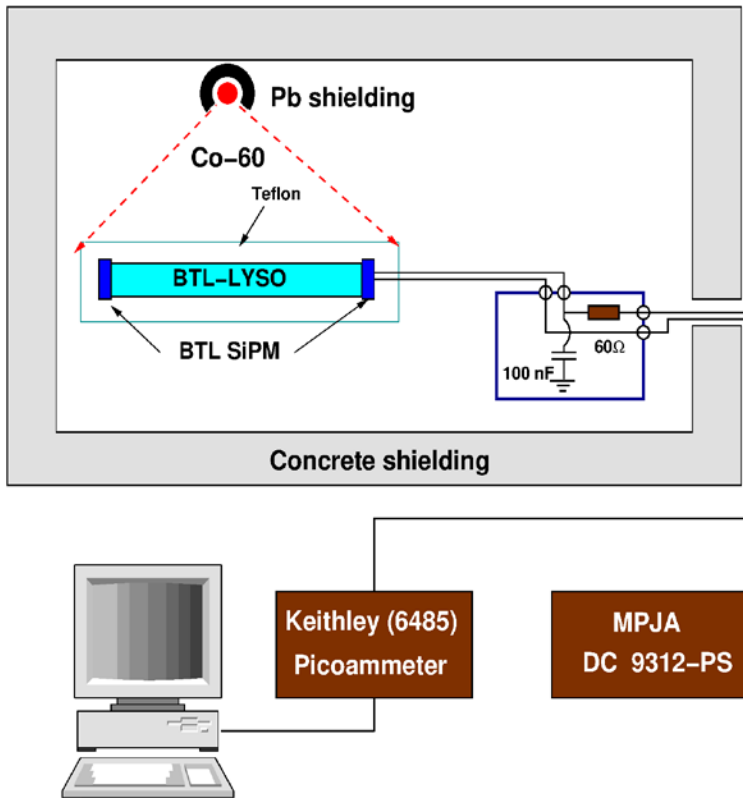 Pb shielding
Co-60
Teflon
BTL-LYSO
BTL SiPM
60Ω
100 nF
Concrete shielding
Keithley (6485)
Picoammeter
MPJA
DC 9312-PS